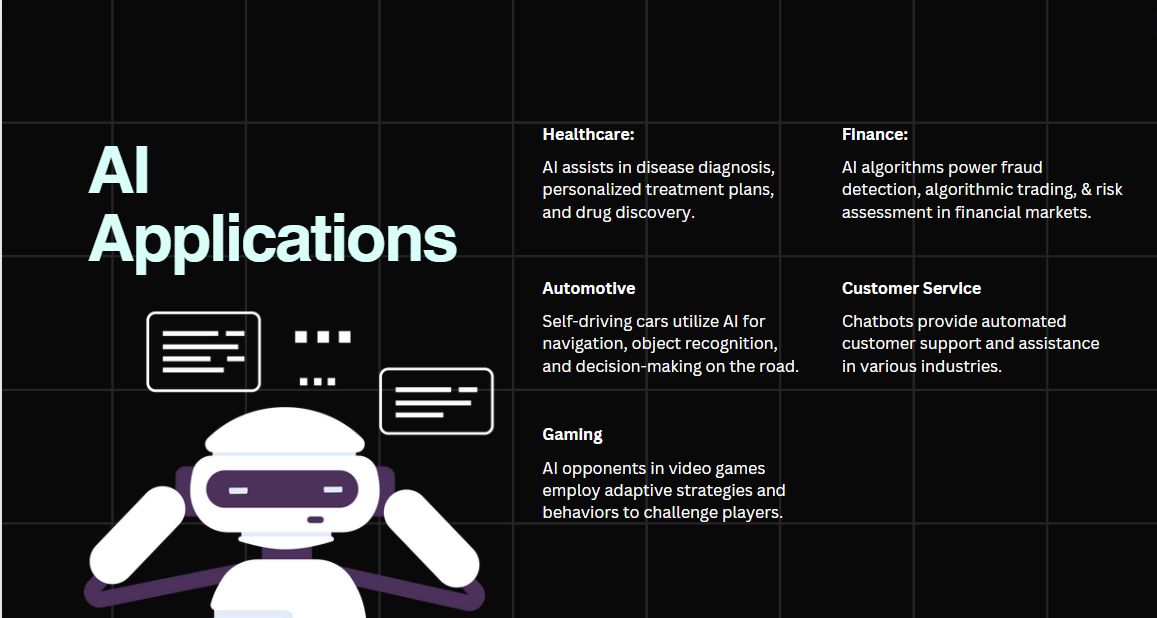 AI
Applications
Healthcare:
AI assists in disease diagnosis,
personalized treatment plans,
and drug discovery.
Finance:
AI algorithms power fraud
detection, algorithmic trading, & risk
assessment in financial markets.
Automotive
Self-driving cars utilize AI for
navigation, object recognition,
and decision-making on the road.
Customer Service
Chatbots provide automated
customer support and assistance
in various industries.
Gaming
AI opponents in video games
employ adaptive strategies and
behaviors to challenge players.